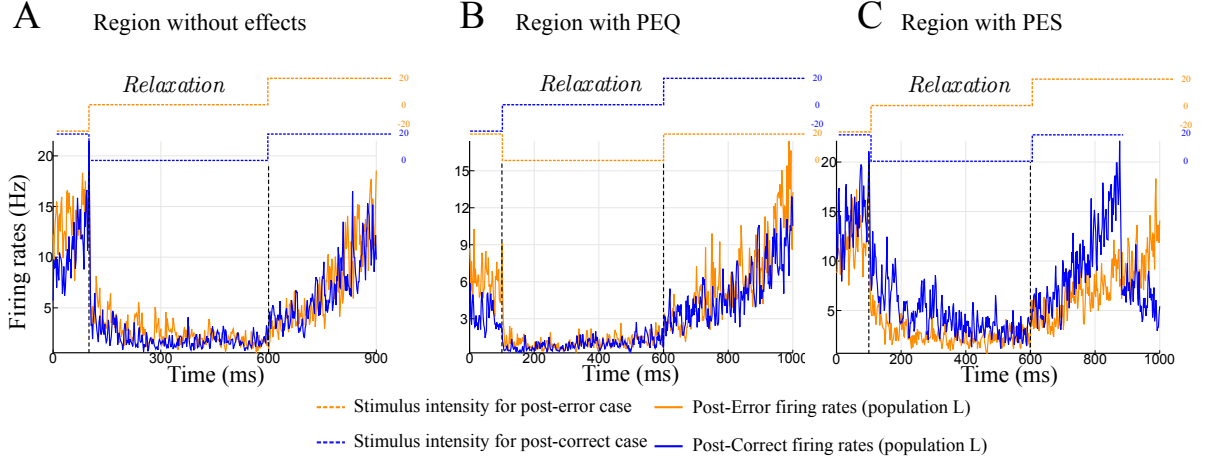 A Region without effects
B Region with PEQ
C Region with PES
Relaxation
20
0
-20
20
0
Relaxation
20
0
-20
20
0
Relaxation
20
0
-20
20
0
Firing rates (Hz)
20
15
10
5
0 300 600 900
Time (ms)
15
12
9
6
3
0 200 400 600 800 1000
Time (ms)
20
15
10
5
0 200 400 600 800 1000
Time (ms)
Stimulus intensity for post-error case
Post-Error firing rates (population L)
Stimulus intensity for post-correct case
Post-Correct firing rates (population L)